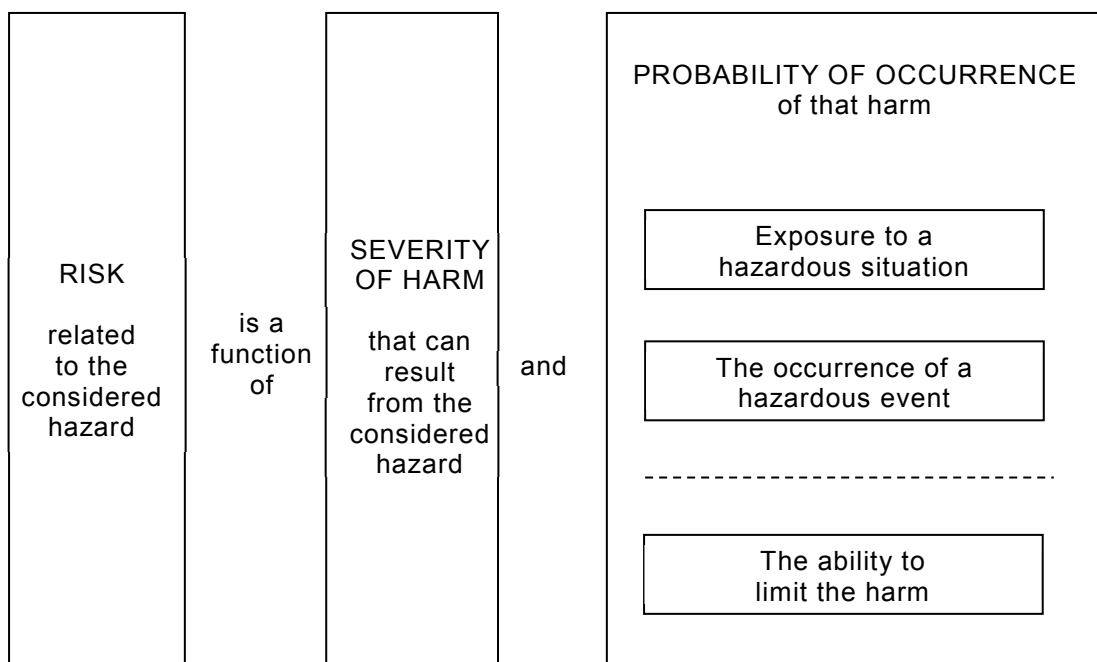 RISK
related
to the
considered
hazard
is a
function
of
SEVERITY
OF HARM
that can
result
from the
considered
hazard
and
PROBABILITY OF OCCURRENCE
of that harm
Exposure to a
hazardous situation
The occurrence of a
hazardous event
The ability to
limit the harm